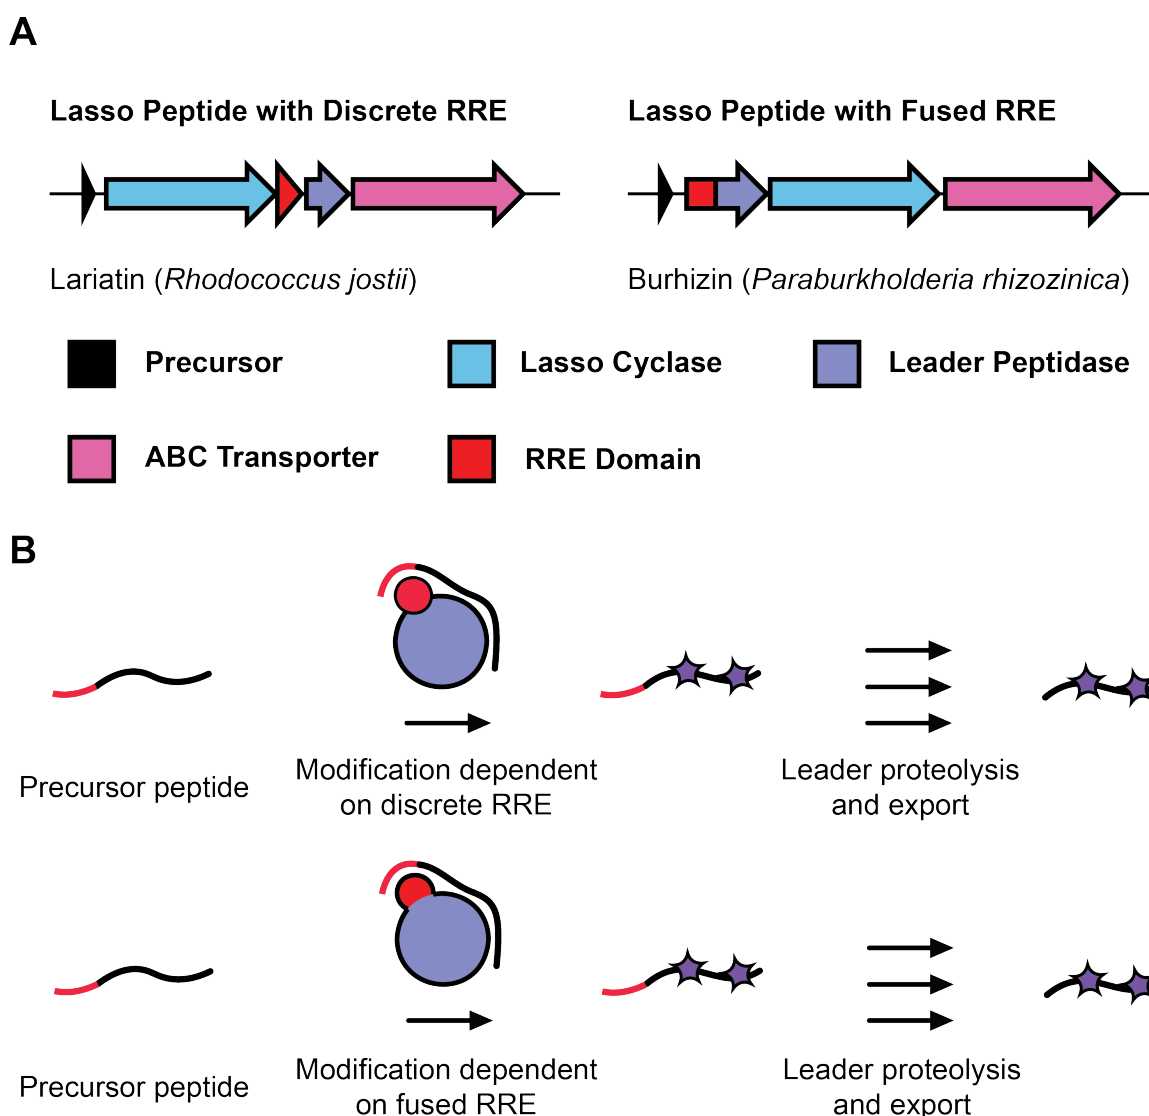 A
Lasso Peptide with Discrete RRE
Lasso Peptide with Fused RRE
Lariatin (Rhodococcus jostii)
Burhizin (Paraburkholderia rhizozinica)
Precursor
Lasso Cyclase
Leader Peptidase
ABC Transporter
RRE Domain
B
Precursor peptide
Modification dependent
on discrete RRE
Leader proteolysis
and export
Precursor peptide
Modification dependent
on fused RRE
Leader proteolysis
and export